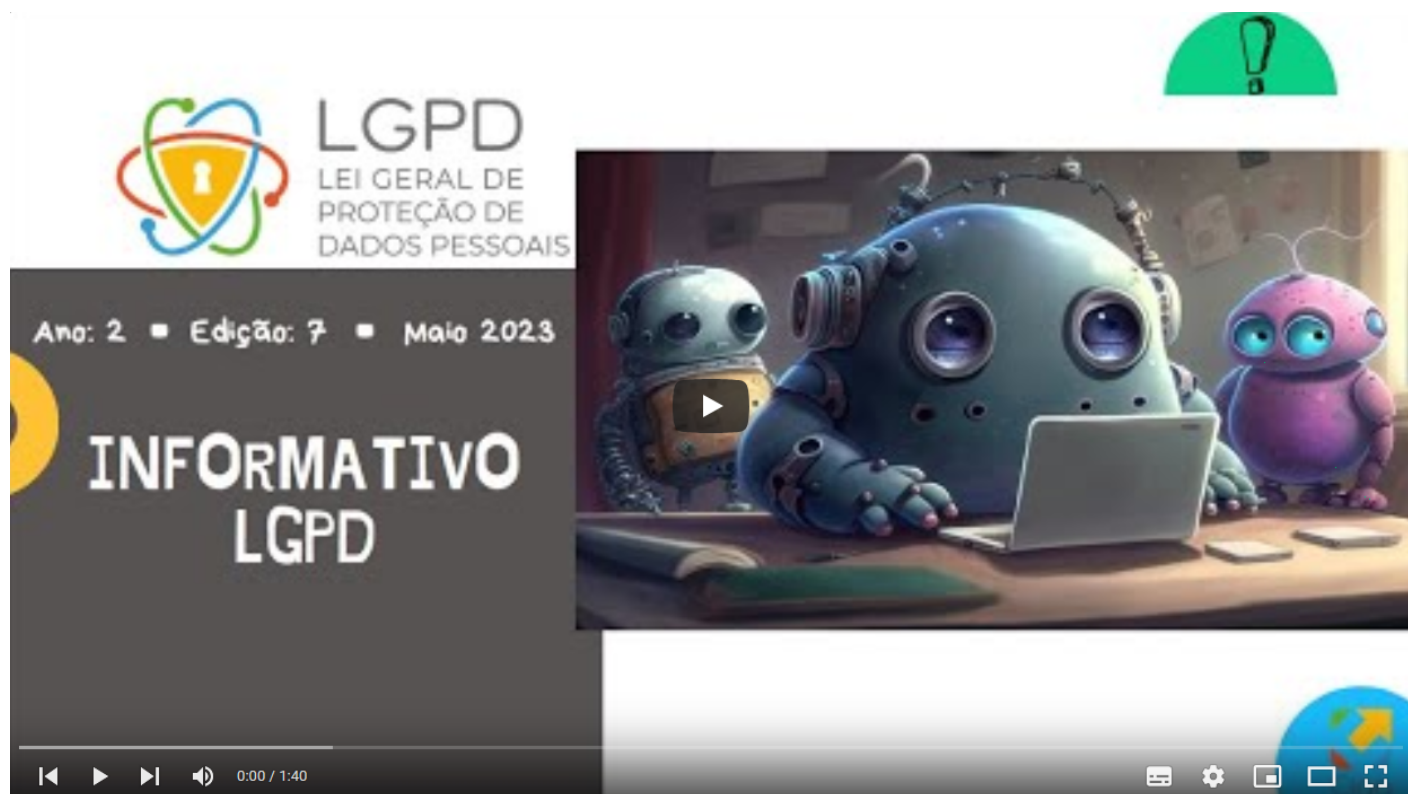 LGPD
LEI GERAL DE
PROTEÇÃO DE
DADOS PESSOAIS
Ano: 2 ▪ Edição: 7 ▪ Maio 2023
INFORMATIVO
LGPD
!
0:00 / 1:40